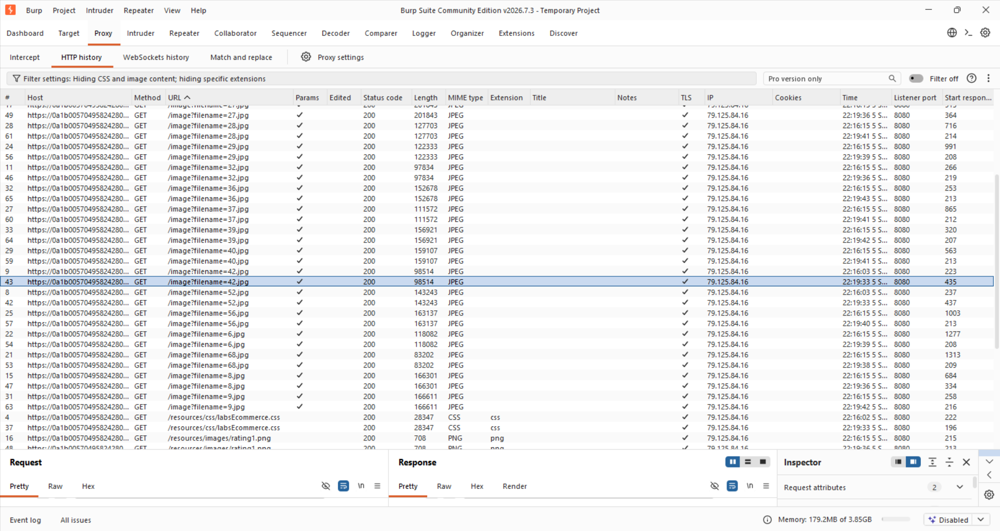 Burp Project Intruder Repeater View Help Burp Suite Community Edition v2026.7.3 - Temporary Project
Dashboard Target Proxy Intruder Repeater Collaborator Sequencer Decoder Comparer Logger Organizer Extensions Discover
Intercept HTTP history WebSockets history Match and replace Proxy settings
Filter settings: Hiding CSS and image content; hiding specific extensions Pro version only Filter off
# Host Method URL Params Edited Status code Length MIME type Extension Title Notes TLS IP Cookies Time Listener port Start respon...
17 https://0a1b00570495824280... GET /image?filename=27.jpg ✓ 200 201843 JPEG ✓ 79.125.84.16 22:16:15 5 S... 8080 915
49 https://0a1b00570495824280... GET /image?filename=27.jpg ✓ 200 201843 JPEG ✓ 79.125.84.16 22:19:36 5 S... 8080 364
28 https://0a1b00570495824280... GET /image?filename=28.jpg ✓ 200 127703 JPEG ✓ 79.125.84.16 22:16:15 5 S... 8080 716
61 https://0a1b00570495824280... GET /image?filename=28.jpg ✓ 200 127703 JPEG ✓ 79.125.84.16 22:19:41 5 S... 8080 214
24 https://0a1b00570495824280... GET /image?filename=29.jpg ✓ 200 122333 JPEG ✓ 79.125.84.16 22:16:15 5 S... 8080 991
56 https://0a1b00570495824280... GET /image?filename=29.jpg ✓ 200 122333 JPEG ✓ 79.125.84.16 22:19:39 5 S... 8080 208
11 https://0a1b00570495824280... GET /image?filename=32.jpg ✓ 200 97834 JPEG ✓ 79.125.84.16 22:16:15 5 S... 8080 266
46 https://0a1b00570495824280... GET /image?filename=32.jpg ✓ 200 97834 JPEG ✓ 79.125.84.16 22:19:36 5 S... 8080 219
32 https://0a1b00570495824280... GET /image?filename=36.jpg ✓ 200 152678 JPEG ✓ 79.125.84.16 22:16:15 5 S... 8080 253
65 https://0a1b00570495824280... GET /image?filename=36.jpg ✓ 200 152678 JPEG ✓ 79.125.84.16 22:19:43 5 S... 8080 213
27 https://0a1b00570495824280... GET /image?filename=37.jpg ✓ 200 111572 JPEG ✓ 79.125.84.16 22:16:15 5 S... 8080 865
60 https://0a1b00570495824280... GET /image?filename=37.jpg ✓ 200 111572 JPEG ✓ 79.125.84.16 22:19:41 5 S... 8080 212
33 https://0a1b00570495824280... GET /image?filename=39.jpg ✓ 200 156921 JPEG ✓ 79.125.84.16 22:16:15 5 S... 8080 320
64 https://0a1b00570495824280... GET /image?filename=39.jpg ✓ 200 156921 JPEG ✓ 79.125.84.16 22:19:42 5 S... 8080 207
29 https://0a1b00570495824280... GET /image?filename=40.jpg ✓ 200 159107 JPEG ✓ 79.125.84.16 22:16:15 5 S... 8080 563
59 https://0a1b00570495824280... GET /image?filename=40.jpg ✓ 200 159107 JPEG ✓ 79.125.84.16 22:19:41 5 S... 8080 213
9 https://0a1b00570495824280... GET /image?filename=42.jpg ✓ 200 98514 JPEG ✓ 79.125.84.16 22:16:03 5 S... 8080 223
43 https://0a1b00570495824280... GET /image?filename=42.jpg ✓ 200 98514 JPEG ✓ 79.125.84.16 22:19:33 5 S... 8080 435
8 https://0a1b00570495824280... GET /image?filename=52.jpg ✓ 200 143243 JPEG ✓ 79.125.84.16 22:16:03 5 S... 8080 237
42 https://0a1b00570495824280... GET /image?filename=52.jpg ✓ 200 143243 JPEG ✓ 79.125.84.16 22:19:33 5 S... 8080 437
25 https://0a1b00570495824280... GET /image?filename=56.jpg ✓ 200 163137 JPEG ✓ 79.125.84.16 22:16:15 5 S... 8080 1003
57 https://0a1b00570495824280... GET /image?filename=56.jpg ✓ 200 163137 JPEG ✓ 79.125.84.16 22:19:40 5 S... 8080 213
22 https://0a1b00570495824280... GET /image?filename=6.jpg ✓ 200 118082 JPEG ✓ 79.125.84.16 22:16:15 5 S... 8080 1277
54 https://0a1b00570495824280... GET /image?filename=6.jpg ✓ 200 118082 JPEG ✓ 79.125.84.16 22:19:39 5 S... 8080 208
21 https://0a1b00570495824280... GET /image?filename=68.jpg ✓ 200 83202 JPEG ✓ 79.125.84.16 22:16:15 5 S... 8080 1313
53 https://0a1b00570495824280... GET /image?filename=68.jpg ✓ 200 83202 JPEG ✓ 79.125.84.16 22:19:38 5 S... 8080 209
15 https://0a1b00570495824280... GET /image?filename=8.jpg ✓ 200 166301 JPEG ✓ 79.125.84.16 22:16:15 5 S... 8080 684
47 https://0a1b00570495824280... GET /image?filename=8.jpg ✓ 200 166301 JPEG ✓ 79.125.84.16 22:19:36 5 S... 8080 334
31 https://0a1b00570495824280... GET /image?filename=9.jpg ✓ 200 166611 JPEG ✓ 79.125.84.16 22:16:15 5 S... 8080 258
63 https://0a1b00570495824280... GET /image?filename=9.jpg ✓ 200 166611 JPEG ✓ 79.125.84.16 22:19:42 5 S... 8080 216
4 https://0a1b00570495824280... GET /resources/css/labsEcommerce.css 200 28347 CSS css ✓ 79.125.84.16 22:16:02 5 S... 8080 222
37 https://0a1b00570495824280... GET /resources/css/labsEcommerce.css 200 28347 CSS css ✓ 79.125.84.16 22:19:33 5 S... 8080 196
16 https://0a1b00570495824280... GET /resources/images/rating1.png 200 708 PNG png ✓ 79.125.84.16 22:16:15 5 S... 8080 215
48 https://0a1b00570495824280... GET /resources/images/rating1.png 200 708 PNG png ✓ 79.125.84.16 22:19:36 5 S... 8080 213
Request Response Inspector
Pretty Raw Hex \n Pretty Raw Hex Render \n Request attributes 2
Event log All issues Memory: 179.2MB of 3.85GB Disabled